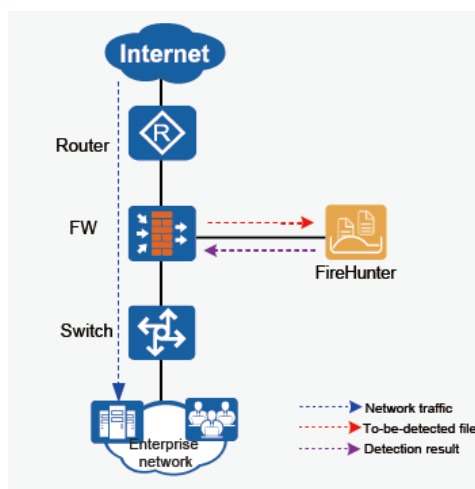 Internet
Router
R
FW
FireHunter
Switch
Enterprise
network
Network traffic
To-be-detected file
Detection result